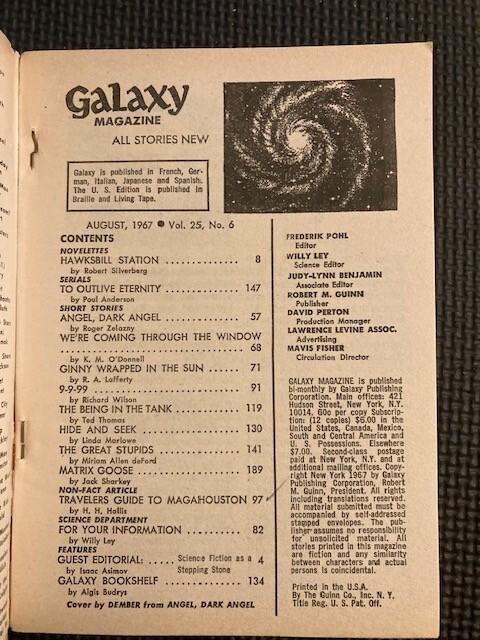 GaLaxy
MAGAZINE
ALL STORIES NEW
Galaxy is published in French, Ger-
man, Italian, Japanese and Spanish.
The U. S. Edition is published in
Braille and Living Tape.
AUGUST, 1967 ● Vol. 25, No. 6
CONTENTS
NOVELETTES
HAWKSBILL STATION .............. 8
by Robert Silverberg
SERIALS
TO OUTLIVE ETERNITY .......... 147
by Poul Anderson
SHORT STORIES
ANGEL, DARK ANGEL ............ 57
by Roger Zelazny
WE'RE COMING THROUGH THE WINDOW
.............................. 68
by K. M. O'Donnell
GINNY WRAPPED IN THE SUN ...... 71
by R. A. Lafferty
9-9-99 ........................ 91
by Richard Wilson
THE BEING IN THE TANK ........ 119
by Ted Thomas
HIDE AND SEEK ................ 130
by Linda Marlowe
THE GREAT STUPIDS ............ 141
by Miriam Allen deFord
MATRIX GOOSE ................. 189
by Jack Sharkey
NON-FACT ARTICLE
TRAVELERS GUIDE TO MAGAHOUSTON 97
by H. H. Hollis
SCIENCE DEPARTMENT
FOR YOUR INFORMATION .......... 82
by Willy Ley
FEATURES
GUEST EDITORIAL: ..... Science Fiction as a 4
by Isaac Asimov Stepping Stone
GALAXY BOOKSHELF ............. 134
by Algis Budrys
Cover by DEMBER from ANGEL, DARK ANGEL
FREDERIK POHL
Editor
WILLY LEY
Science Editor
JUDY-LYNN BENJAMIN
Associate Editor
ROBERT M. GUINN
Publisher
DAVID PERTON
Production Manager
LAWRENCE LEVINE ASSOC.
Advertising
MAVIS FISHER
Circulation Director
GALAXY MAGAZINE is published
bi-monthly by Galaxy Publishing
Corporation. Main offices: 421
Hudson Street, New York, N.Y.
10014. 60c per copy Subscrip-
tion: (12 copies) $6.00 in the
United States, Canada, Mexico,
South and Central America and
U. S. Possessions. Elsewhere
$7.00. Second-class postage
paid at New York, N.Y. and at
additional mailing offices. Copy-
right New York 1967 by Galaxy
Publishing Corporation, Robert
M. Guinn, President. All rights
including translations reserved.
All material submitted must be
accompanied by self-addressed
stamped envelopes. The pub-
lisher assumes no responsibility
for unsolicited material. All
stories printed in this magazine
are fiction and any similarity
between characters and actual
persons is coincidental.
Printed in the U.S.A.
By The Guinn Co., Inc. N. Y.
Title Reg. U. S. Pat. Off.